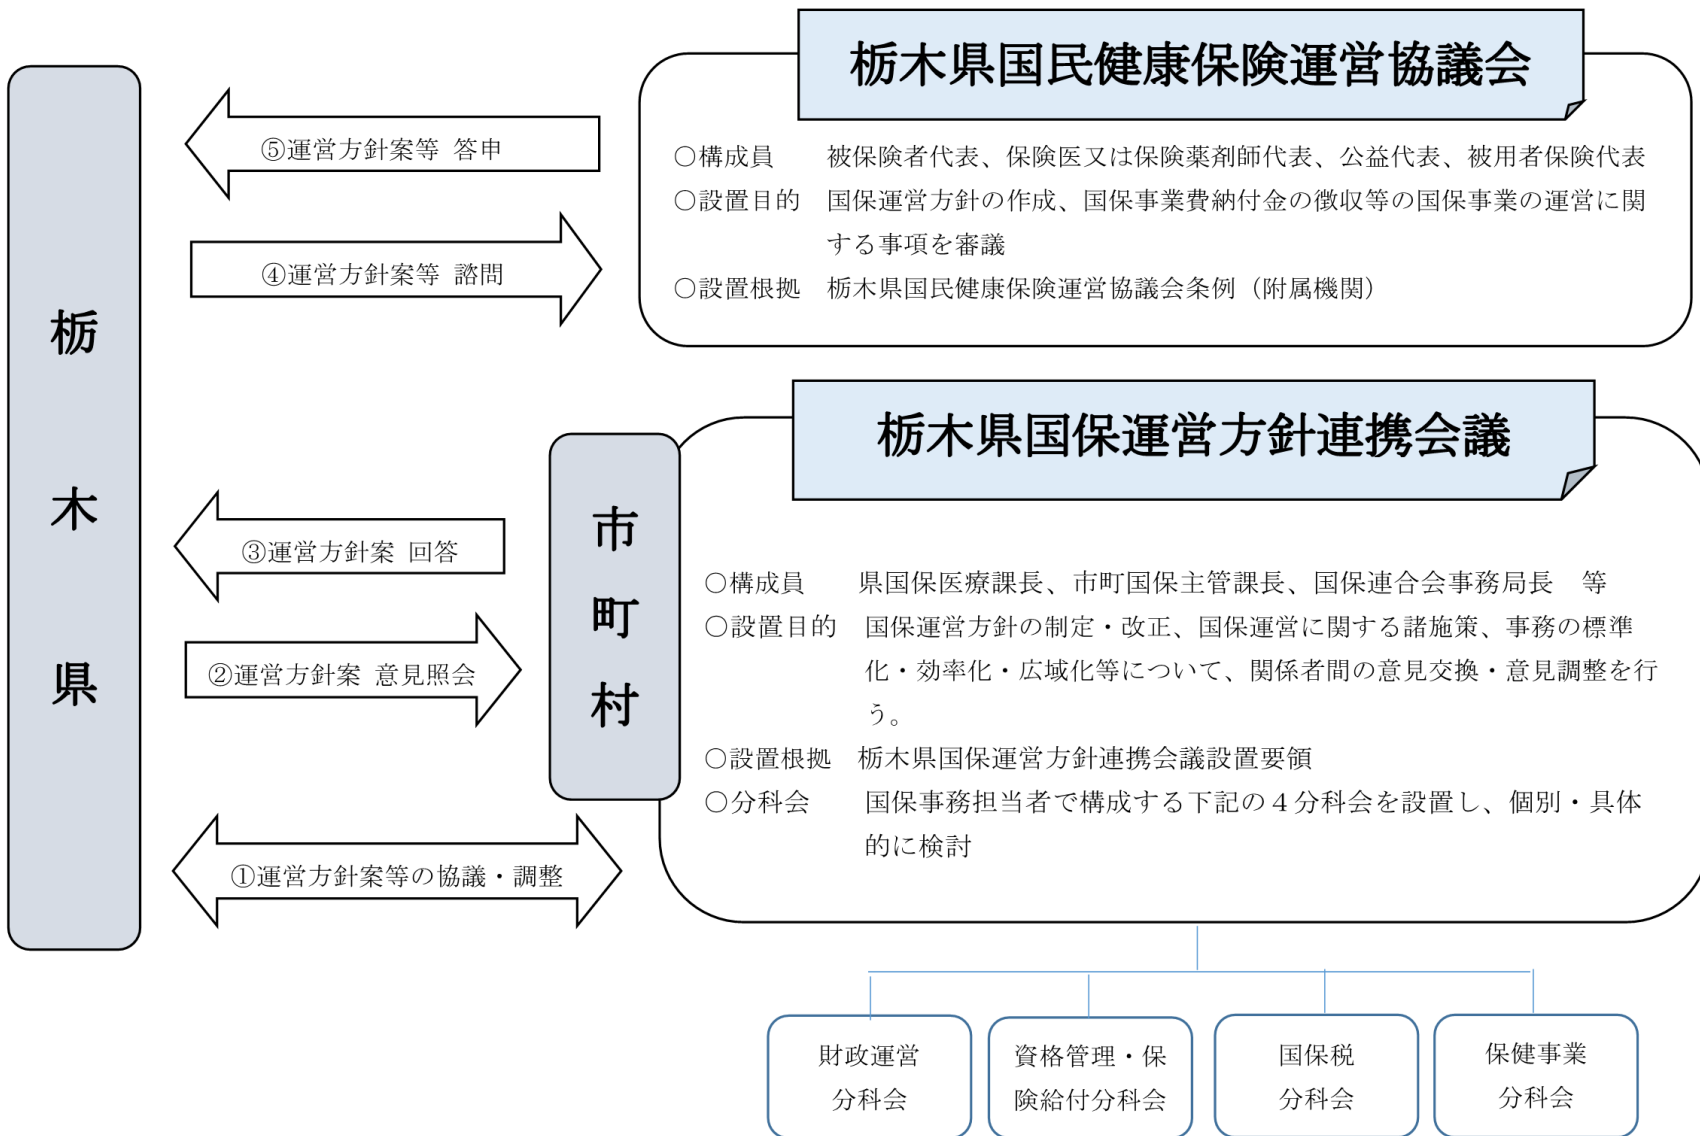 栃木県国民健康保険運営協議会
⑤運営方針案等 答申
④運営方針案等 諮問
〇構成員　被保険者代表、保険医又は保険薬剤師代表、公益代表、被用者保険代表
〇設置目的　国保運営方針の作成、国保事業費納付金の徴収等の国保事業の運営に関
する事項を審議
〇設置根拠　栃木県国民健康保険運営協議会条例（附属機関）
栃木県
栃木県国保運営方針連携会議
市町村
③運営方針案 回答
②運営方針案 意見照会
①運営方針案等の協議・調整
〇構成員　県国保医療課長、市町国保主管課長、国保連合会事務局長　等
〇設置目的　国保運営方針の制定・改正、国保運営に関する諸施策、事務の標準
化・効率化・広域化等について、関係者間の意見交換・意見調整を行
う。
〇設置根拠　栃木県国保運営方針連携会議設置要領
〇分科会　国保事務担当者で構成する下記の４分科会を設置し、個別・具体
的に検討
財政運営
分科会
資格管理・保
険給付分科会
国保税
分科会
保健事業
分科会